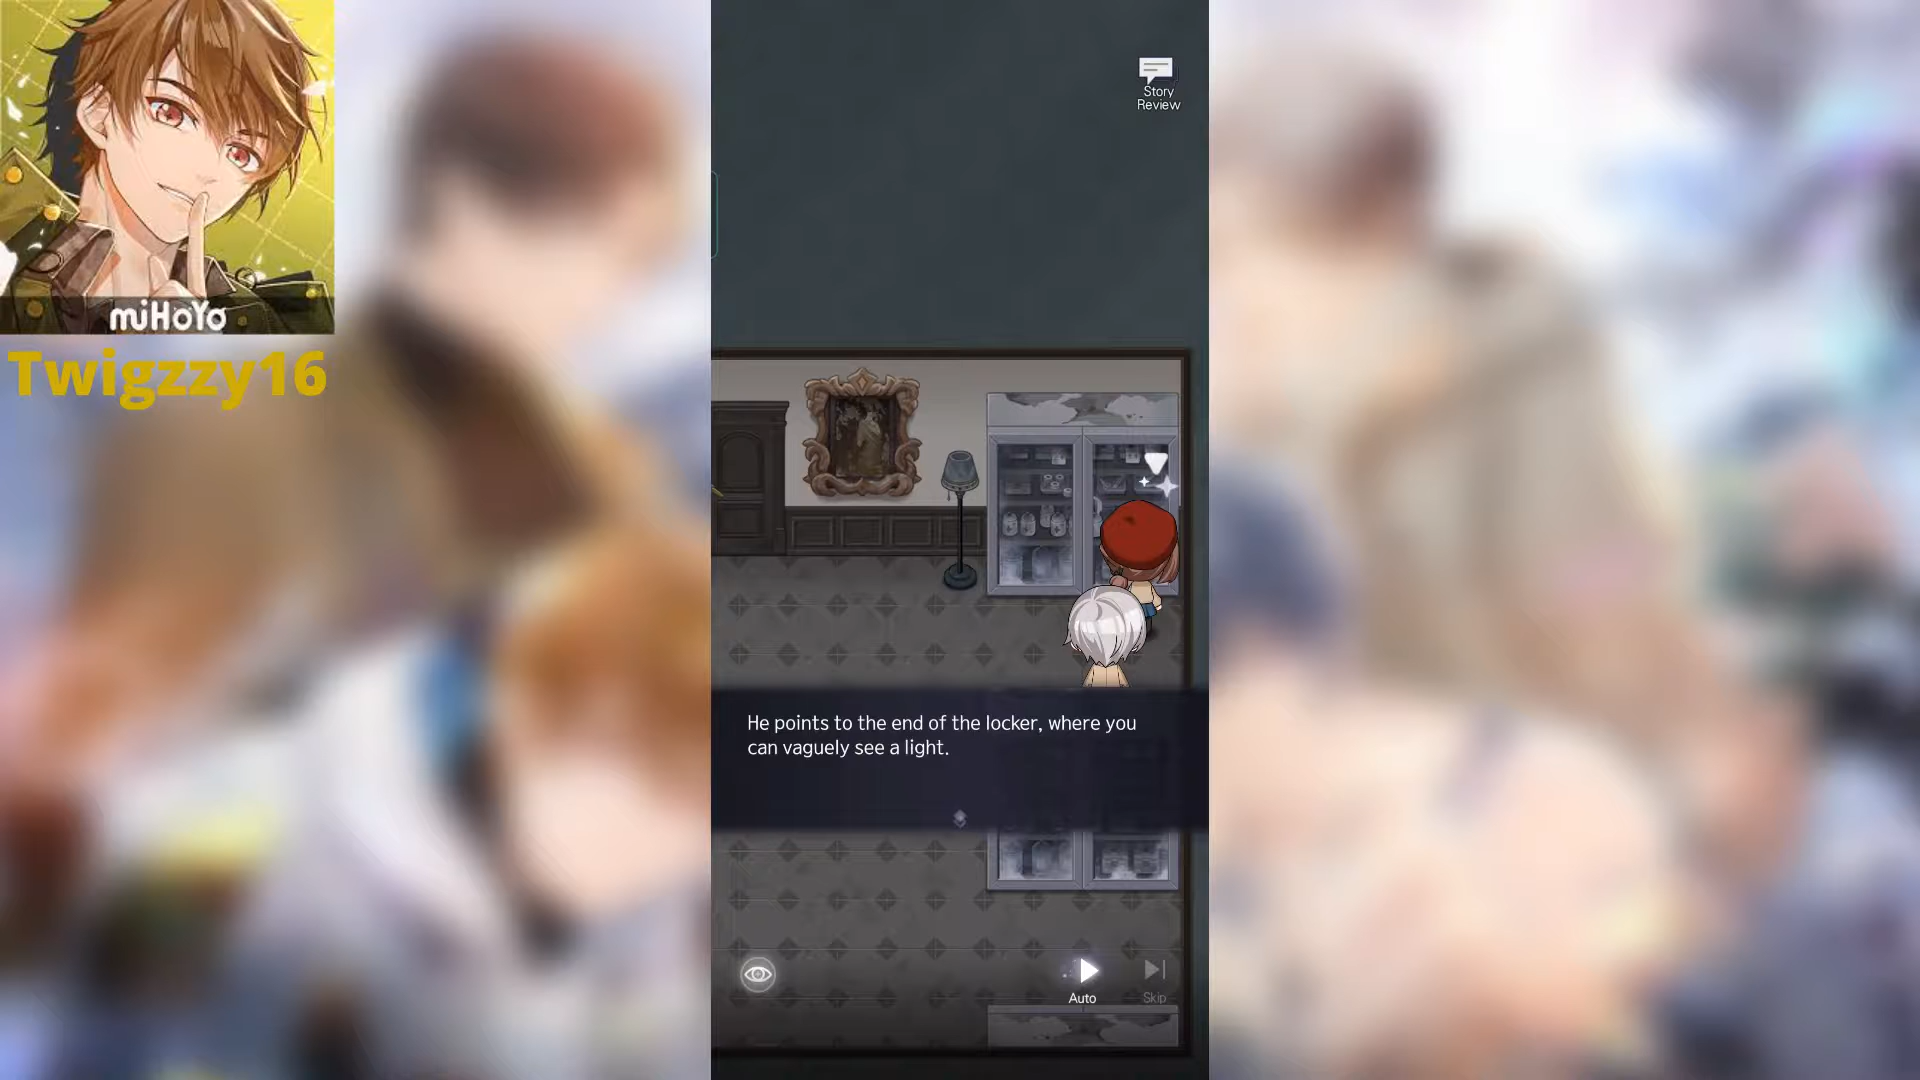 miHoYo
Twigzzy16
Story
Review
He points to the end of the locker, where you
can vaguely see a light.
Auto
Skip